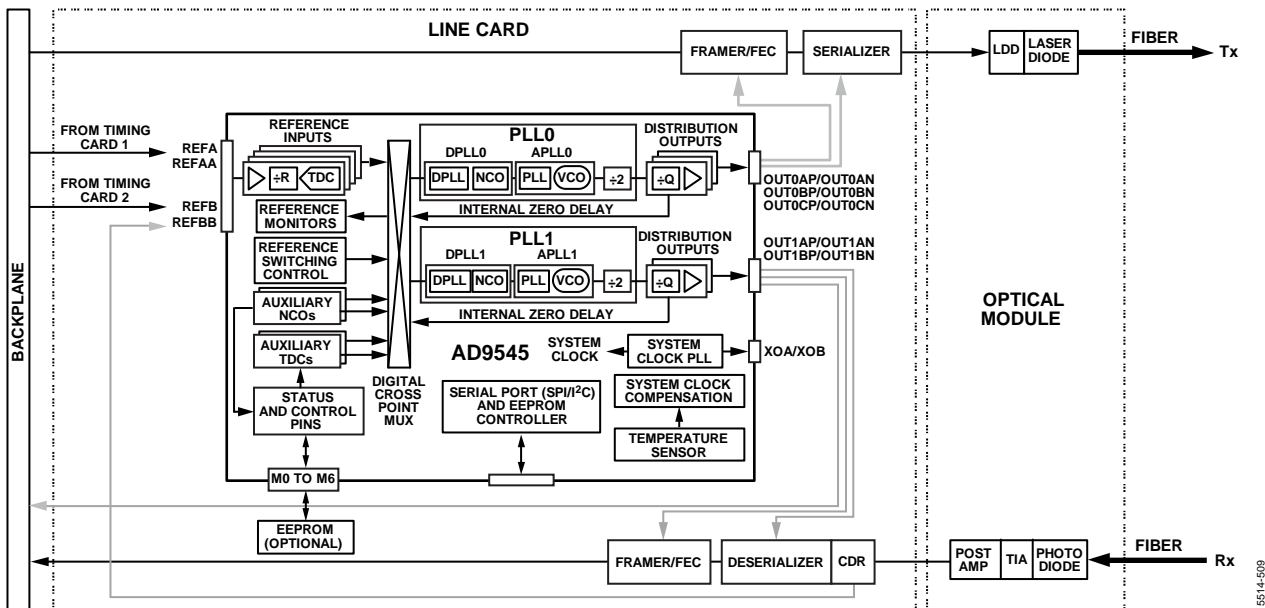 LINE CARD
FRAMER/FEC
SERIALIZER
LDD
LASER
DIODE
FIBER
Tx
BACKPLANE
FROM TIMING
CARD 1
FROM TIMING
CARD 2
REFA
REFAA
REFB
REFBB
REFERENCE
INPUTS
÷R
TDC
REFERENCE
MONITORS
REFERENCE
SWITCHING
CONTROL
AUXILIARY
NCOs
AUXILIARY
TDCs
STATUS
AND CONTROL
PINS
M0 TO M6
EEPROM
(OPTIONAL)
DIGITAL
CROSS
POINT
MUX
PLL0
DPLL0
APLL0
DPLL
NCO
PLL
VCO
÷2
INTERNAL ZERO DELAY
DISTRIBUTION
OUTPUTS
÷Q
OUT0AP/OUT0AN
OUT0BP/OUT0BN
OUT0CP/OUT0CN
PLL1
DPLL1
APLL1
DPLL
NCO
PLL
VCO
÷2
INTERNAL ZERO DELAY
DISTRIBUTION
OUTPUTS
÷Q
OUT1AP/OUT1AN
OUT1BP/OUT1BN
AD9545
SYSTEM
CLOCK
SYSTEM
CLOCK PLL
XOA/XOB
SERIAL PORT (SPI/I²C)
AND EEPROM
CONTROLLER
SYSTEM CLOCK
COMPENSATION
TEMPERATURE
SENSOR
OPTICAL
MODULE
FRAMER/FEC
DESERIALIZER
CDR
POST
AMP
TIA
PHOTO
DIODE
FIBER
Rx
5514-509